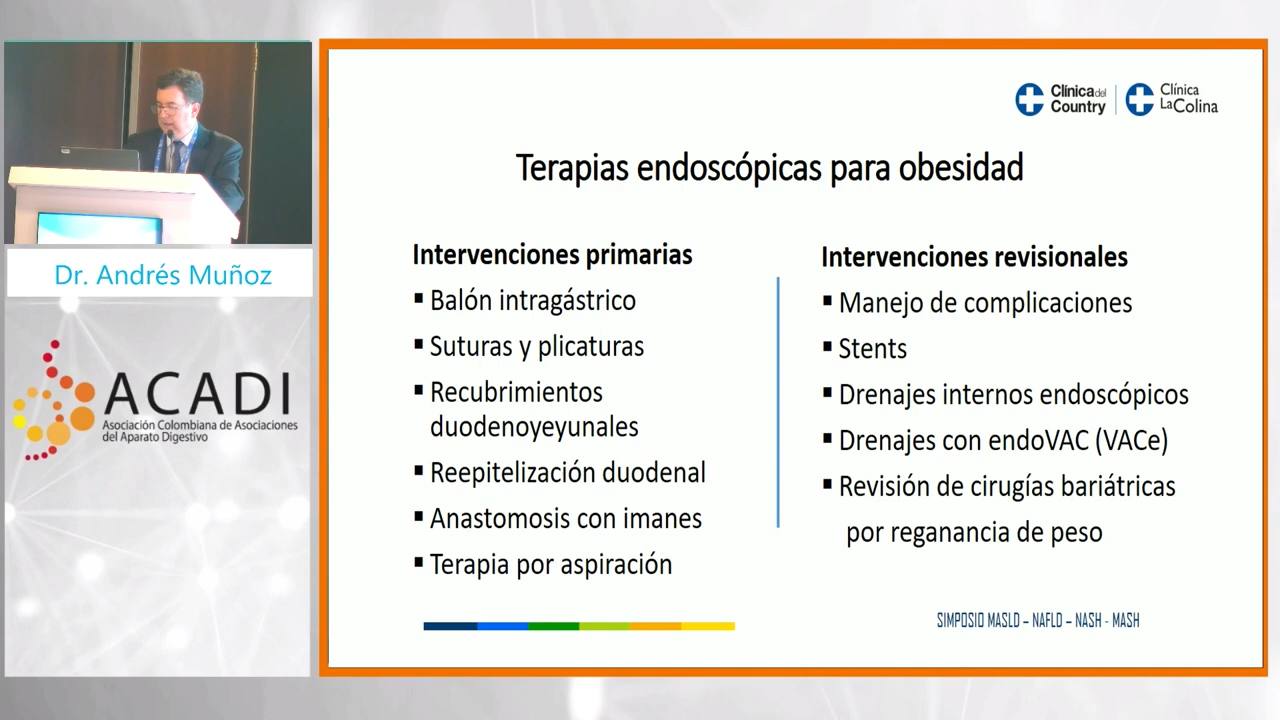 Clínica del Country
Clínica La Colina
Terapias endoscópicas para obesidad
Intervenciones primarias
▪ Balón intragástrico
▪ Suturas y plicaturas
▪ Recubrimientos
duodenoyeyunales
▪ Reepitelización duodenal
▪ Anastomosis con imanes
▪ Terapia por aspiración
Intervenciones revisionales
▪ Manejo de complicaciones
▪ Stents
▪ Drenajes internos endoscópicos
▪ Drenajes con endoVAC (VACe)
▪ Revisión de cirugías bariátricas
por reganancia de peso
SIMPOSIO MASLD – NAFLD – NASH - MASH
Dr. Andrés Muñoz
ACADI
Asociación Colombiana de Asociaciones
del Aparato Digestivo